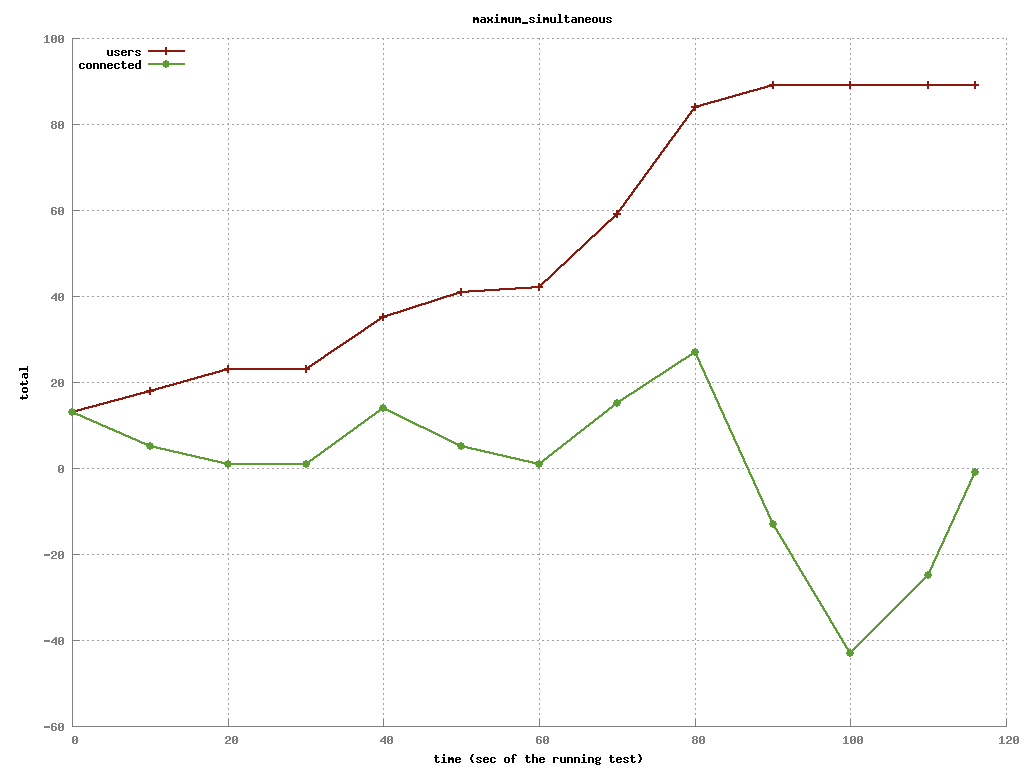 maximum_simultaneous
100
users
connected
80
60
40
20
0
-20
-40
-60
total
0 20 40 60 80 100 120
time (sec of the running test)